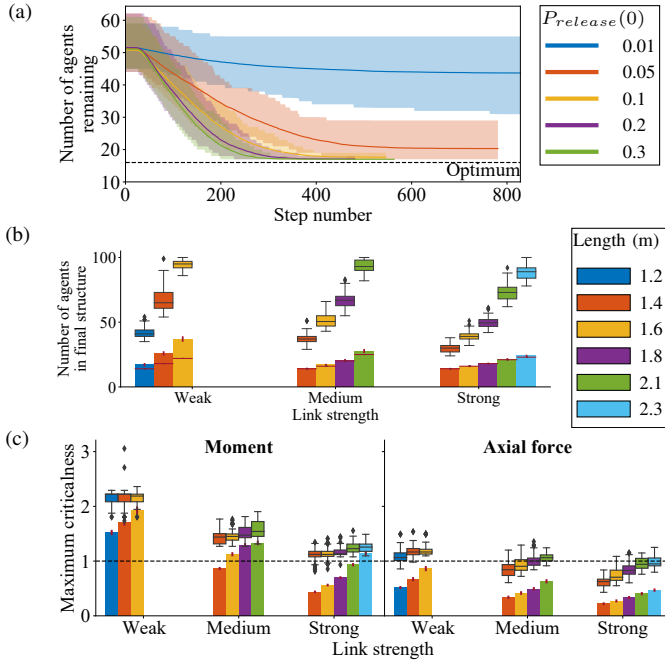 (a)
Number of agents
remaining
60
50
40
30
20
10
0 200 400 600 800
Step number
Optimum
P_release(0)
0.01
0.05
0.1
0.2
0.3
(b)
Number of agents
in final structure
100
50
0
Weak Medium Strong
Link strength
Length (m)
1.2
1.4
1.6
1.8
2.1
2.3
(c)
Moment Axial force
Maximum criticalness
3
2
1
0
Weak Medium Strong Weak Medium Strong
Link strength